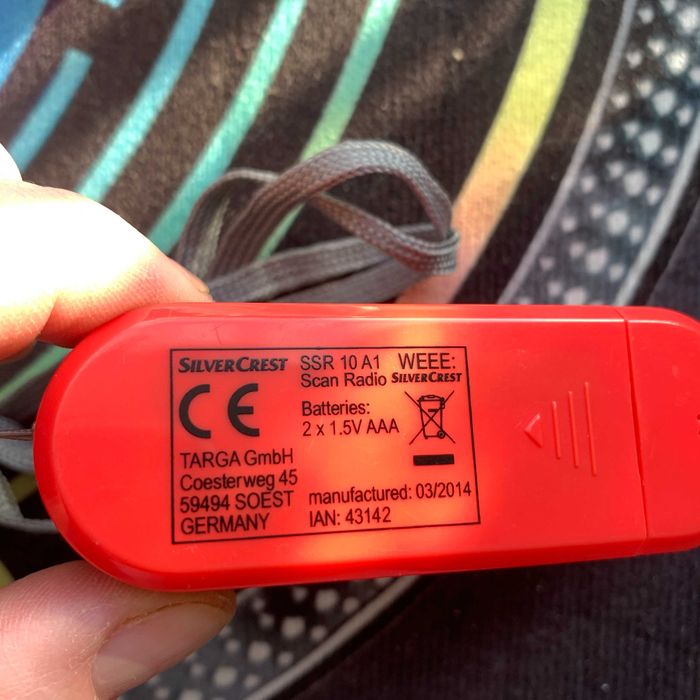 SILVERCREST SSR 10 A1 WEEE:
Scan Radio SILVERCREST
CE
Batteries:
2 x 1.5V AAA
TARGA GmbH
Coesterweg 45
59494 SOEST
GERMANY
manufactured: 03/2014
IAN: 43142